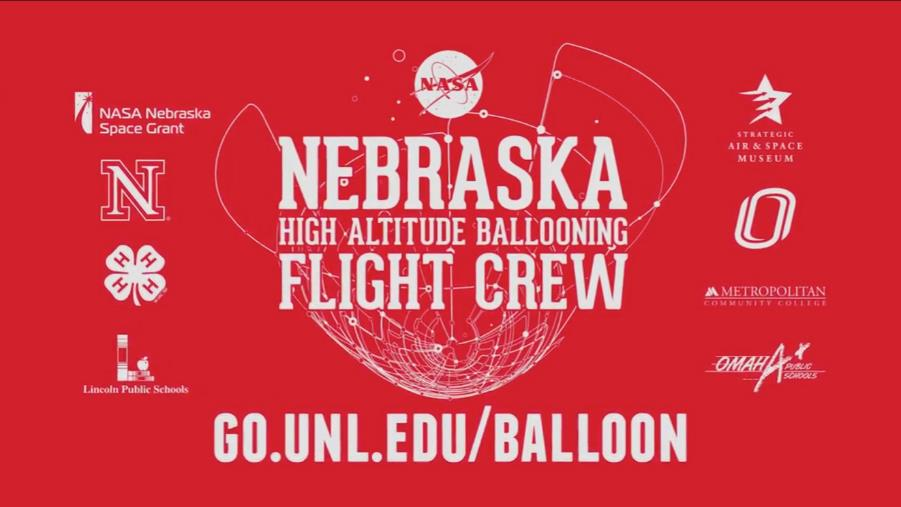 NASA
NEBRASKA
HIGH ALTITUDE BALLOONING
FLIGHT CREW
GO.UNL.EDU/BALLOON
NASA Nebraska
Space Grant
N
H H
H H
Lincoln Public Schools
STRATEGIC
AIR & SPACE
MUSEUM
O
METROPOLITAN
COMMUNITY COLLEGE
OMAHA
PUBLIC
SCHOOLS